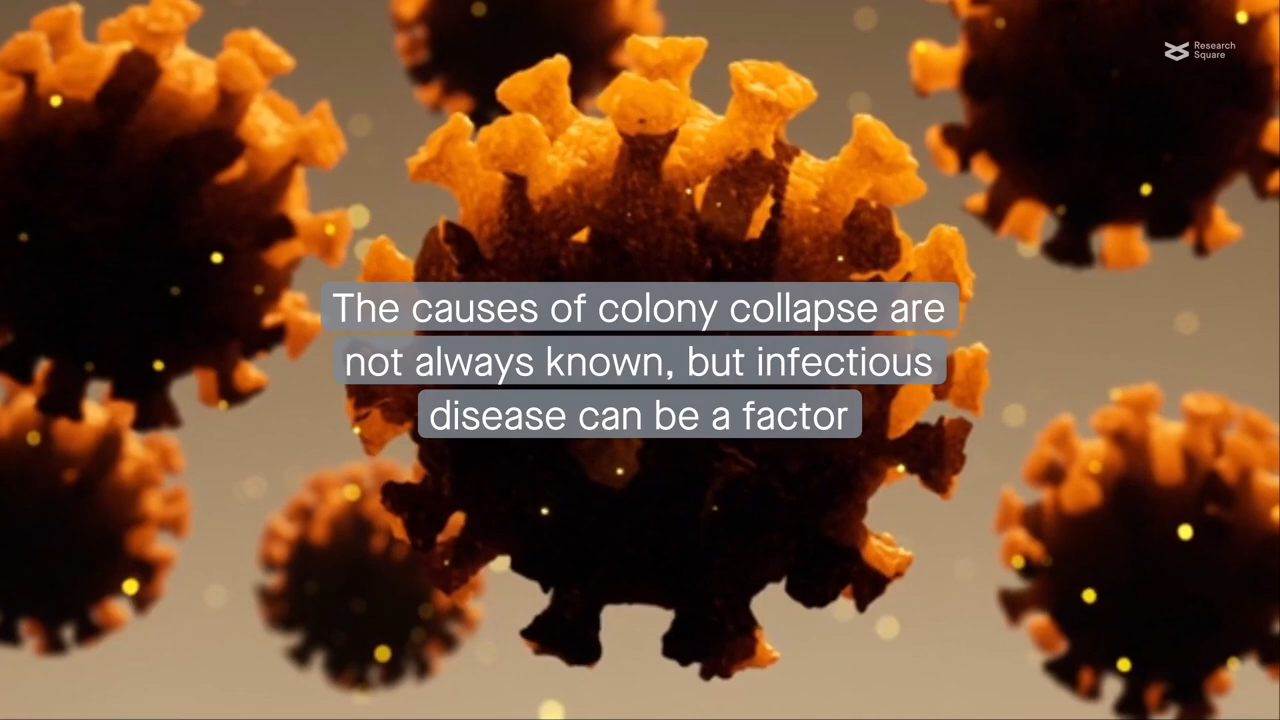 Research
Square
The causes of colony collapse are
not always known, but infectious
disease can be a factor